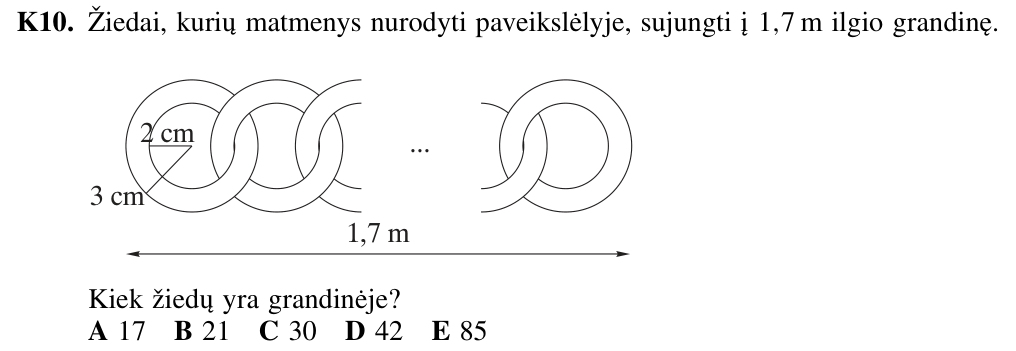 K10. Žiedai, kurių matmenys nurodyti paveikslėlyje, sujungti į 1,7 m ilgio grandinę.
2 cm
...
3 cm
1,7 m
Kiek žiedų yra grandinėje?
A 17 B 21 C 30 D 42 E 85